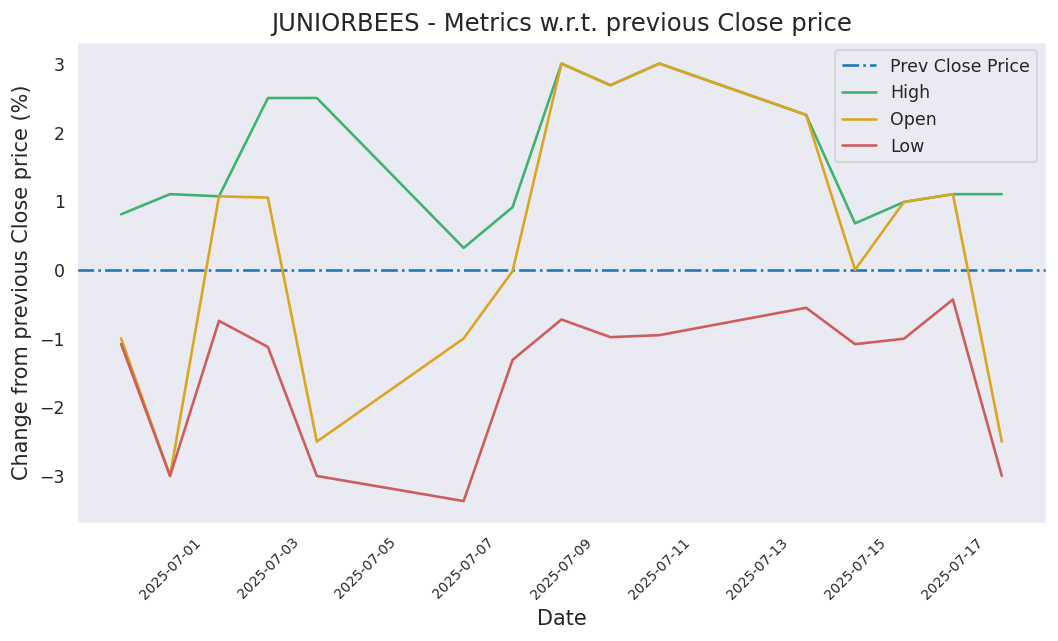 JUNIORBEES - Metrics w.r.t. previous Close price
Prev Close Price
High
Open
Low
Change from previous Close price (%)
3
2
1
0
−1
−2
−3
2025-07-01
2025-07-03
2025-07-05
2025-07-07
2025-07-09
2025-07-11
2025-07-13
2025-07-15
2025-07-17
Date